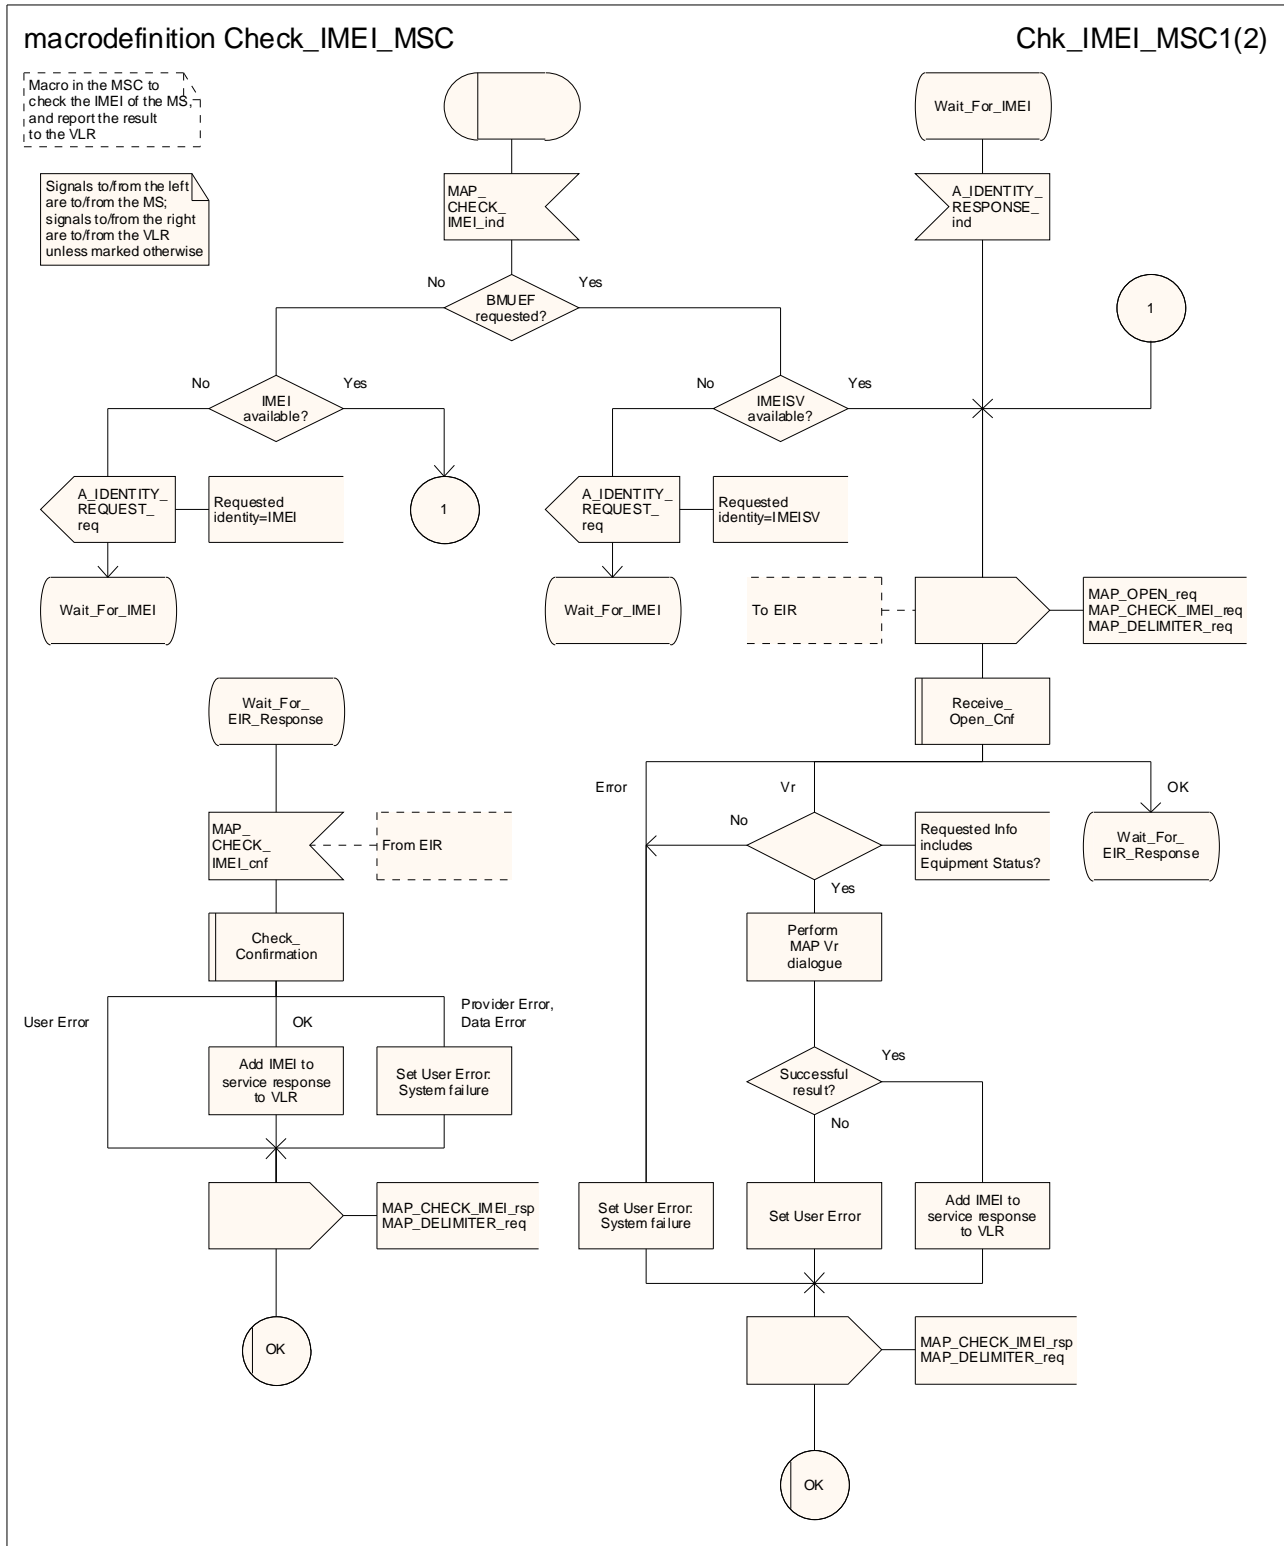 macrodefinition Check_IMEI_MSC
Chk_IMEI_MSC1(2)
Macro in the MSC to
check the IMEI of the MS,
and report the result
to the VLR
Signals to/from the left
are to/from the MS;
signals to/from the right
are to/from the VLR
unless marked otherwise
MAP_
CHECK_
IMEI_ind
Wait_For_IMEI
A_IDENTITY_
RESPONSE_
ind
No
BMUEF
requested?
Yes
1
No
IMEI
available?
Yes
No
IMEISV
available?
Yes
A_IDENTITY_
REQUEST_
req
Requested
identity=IMEI
1
A_IDENTITY_
REQUEST_
req
Requested
identity=IMEISV
Wait_For_IMEI
Wait_For_IMEI
To EIR
MAP_OPEN_req
MAP_CHECK_IMEI_req
MAP_DELIMITER_req
Wait_For_
EIR_Response
Receive_
Open_Cnf
Error
Vr
OK
MAP_
CHECK_
IMEI_cnf
From EIR
No
Requested Info
includes
Equipment Status?
Wait_For_
EIR_Response
Yes
Check_
Confirmation
Perform
MAP Vr
dialogue
User Error
OK
Provider Error,
Data Error
Add IMEI to
service response
to VLR
Set User Error:
System failure
Successful
result?
Yes
No
MAP_CHECK_IMEI_rsp
MAP_DELIMITER_req
Set User Error:
System failure
Set User Error
Add IMEI to
service response
to VLR
OK
MAP_CHECK_IMEI_rsp
MAP_DELIMITER_req
OK